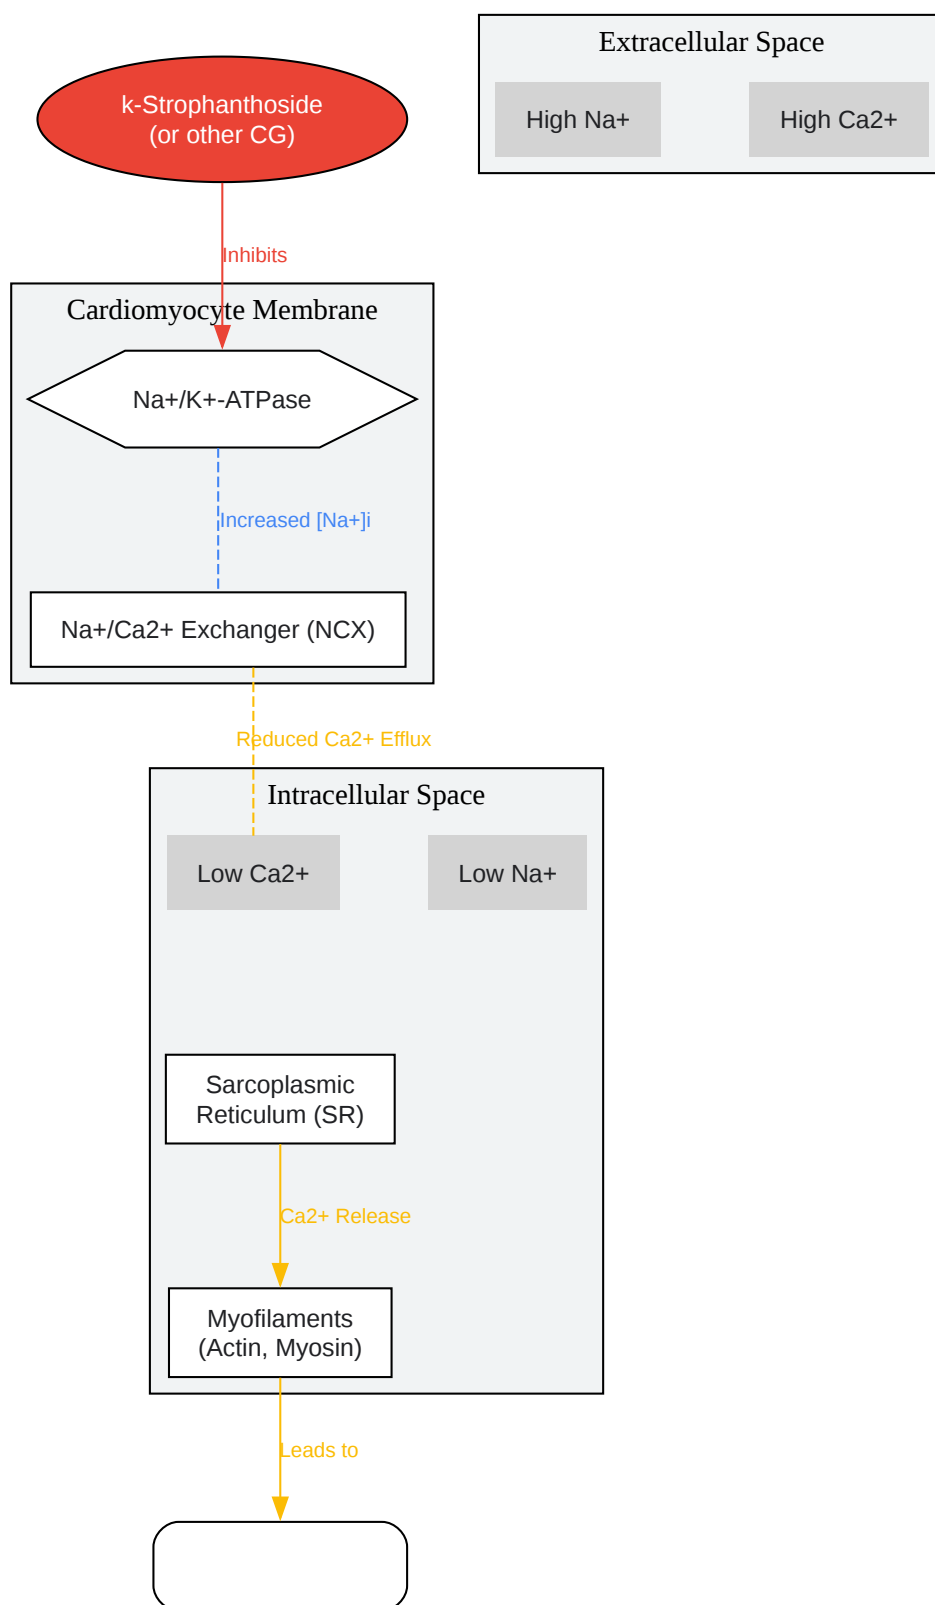 Extracellular Space
High Na+
High Ca2+
k-Strophanthoside
(or other CG)
Inhibits
Cardiomyocyte Membrane
Na+/K+-ATPase
Increased [Na+]i
Na+/Ca2+ Exchanger (NCX)
Reduced Ca2+ Efflux
Intracellular Space
Low Ca2+
Low Na+
Sarcoplasmic
Reticulum (SR)
Ca2+ Release
Myofilaments
(Actin, Myosin)
Leads to